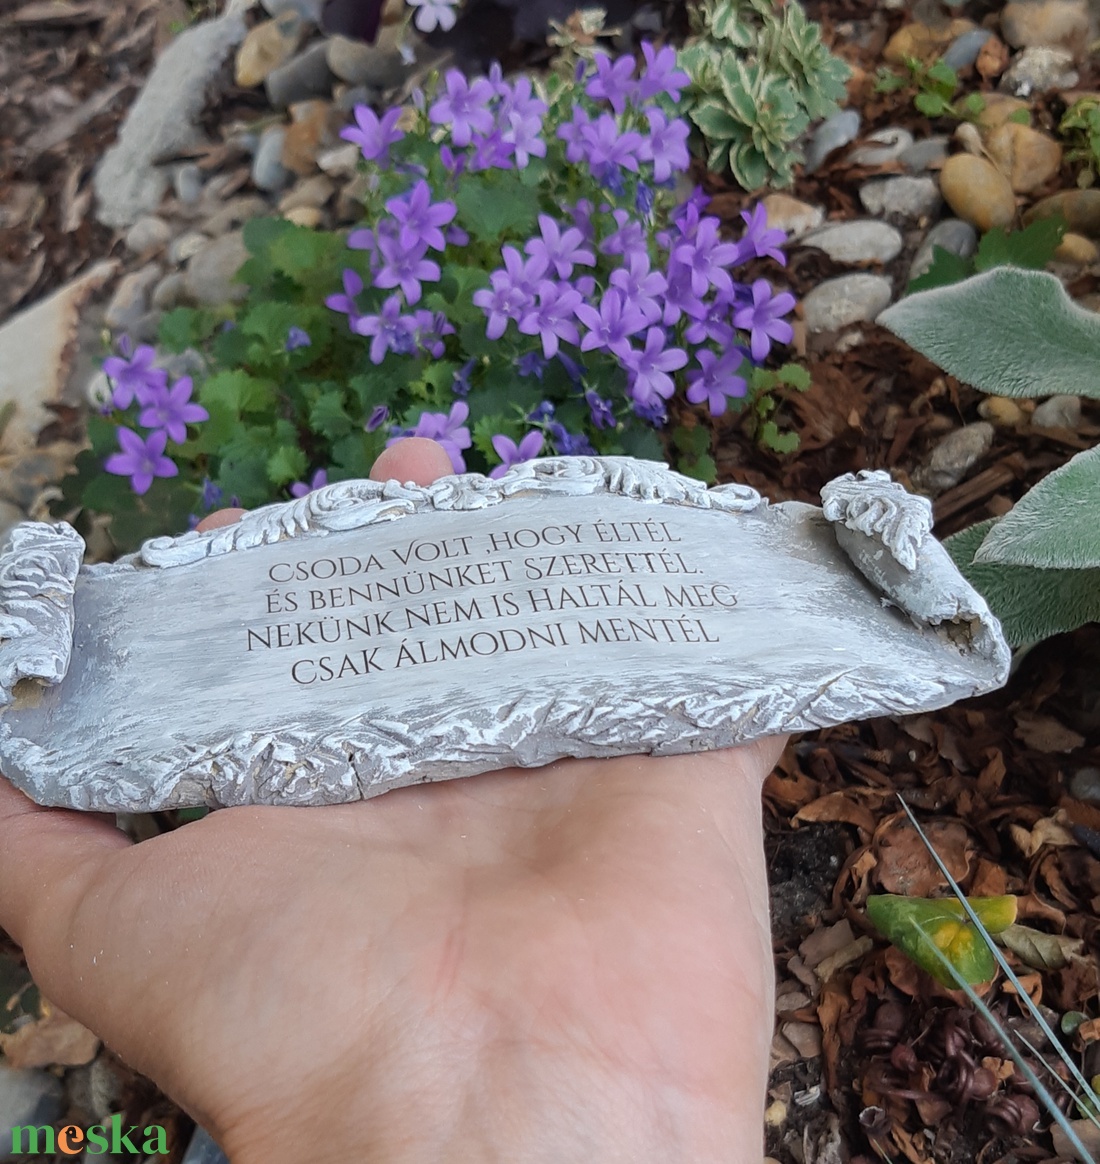 CSODA VOLT ,HOGY ÉLTÉL
ÉS BENNÜNKET SZERETTÉL.
NEKÜNK NEM IS HALTÁL MEG
CSAK ÁLMODNI MENTÉL
meska